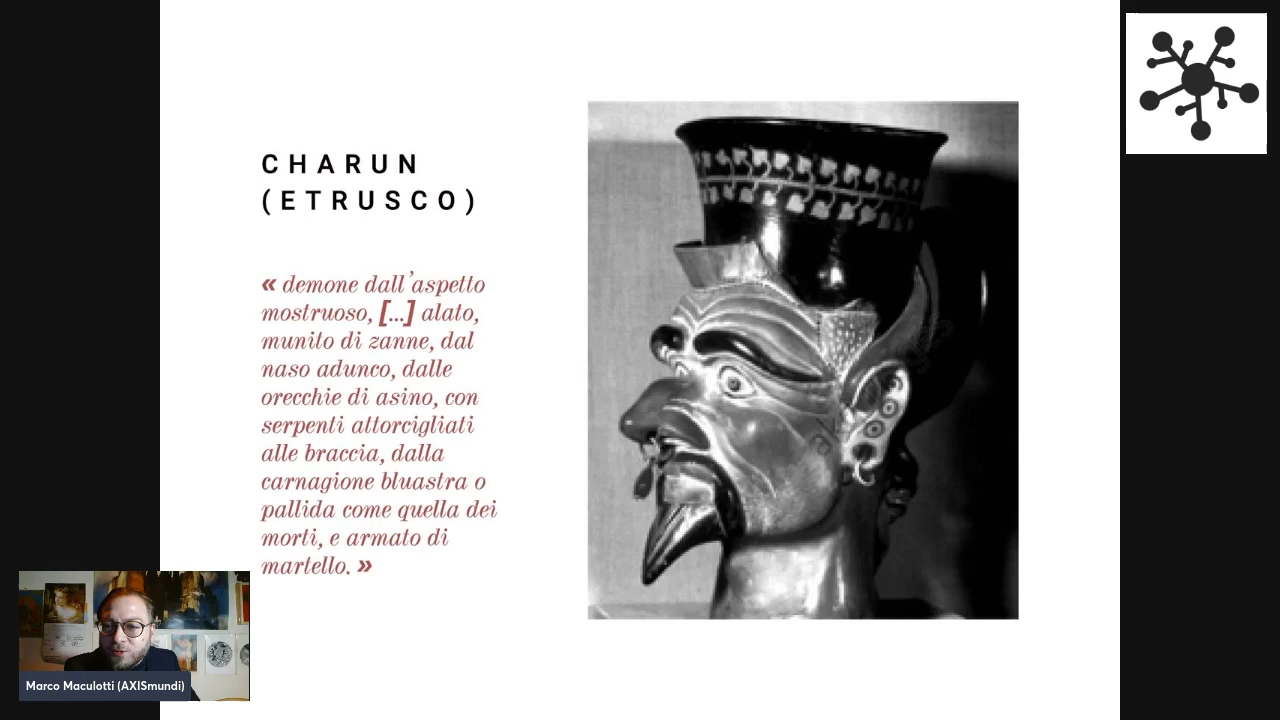 CHARUN
(ETRUSCO)
« demone dall’aspetto
mostruoso, [...] alato,
munito di zanne, dal
naso adunco, dalle
orecchie di asino, con
serpenti attorcigliati
alle braccia, dalla
carnagione bluastra o
pallida come quella dei
morti, e armato di
martello. »
Marco Maculotti (AXISmundi)